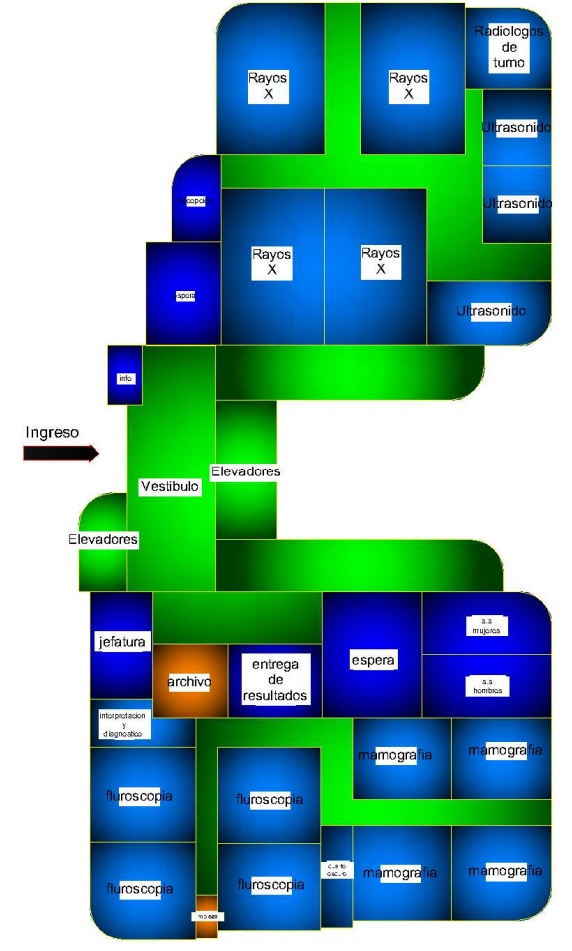 Rayos
X
Rayos
X
Radiologos
de
turno
Ultrasonido
Ultrasonido
Rayos
X
Rayos
X
Ultrasonido
info
Ingreso
Vestibulo
Elevadores
Elevadores
jefatura
archivo
entrega
de
resultados
espera
s.s
mujeres
s.s
hombres
interpretacion
y
diagnostico
mamografia
mamografia
fluroscopia
fluroscopia
fluroscopia
fluroscopia
mamografia
mamografia